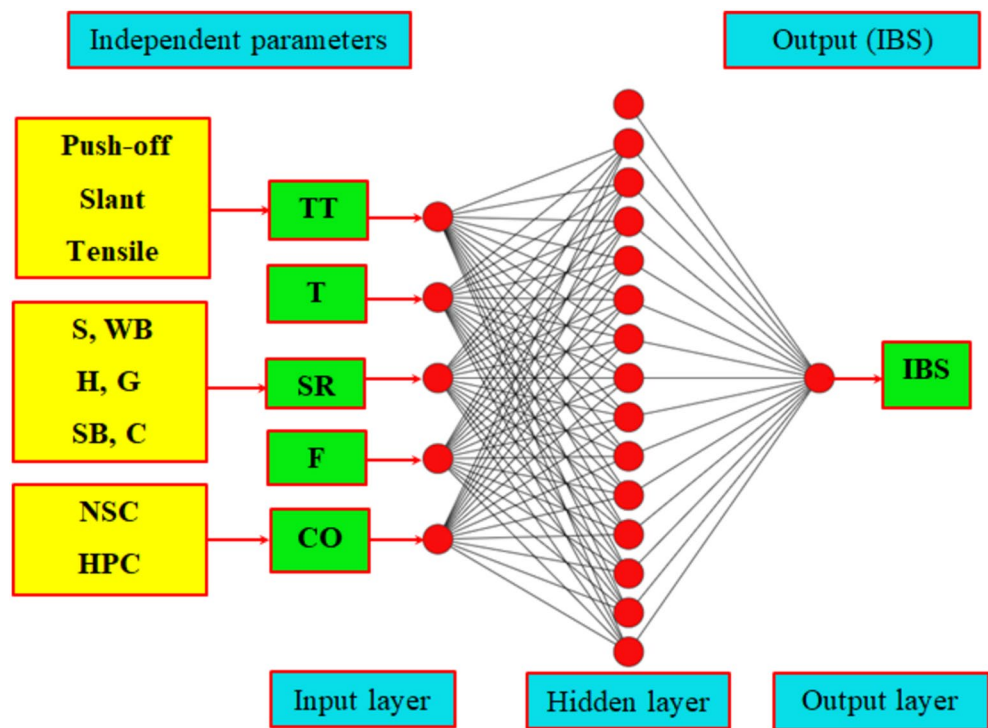 Independent parameters
Output (IBS)
Push-off
Slant
Tensile
TT
T
S, WB
H, G
SB, C
SR
F
NSC
HPC
CO
IBS
Input layer
Hidden layer
Output layer